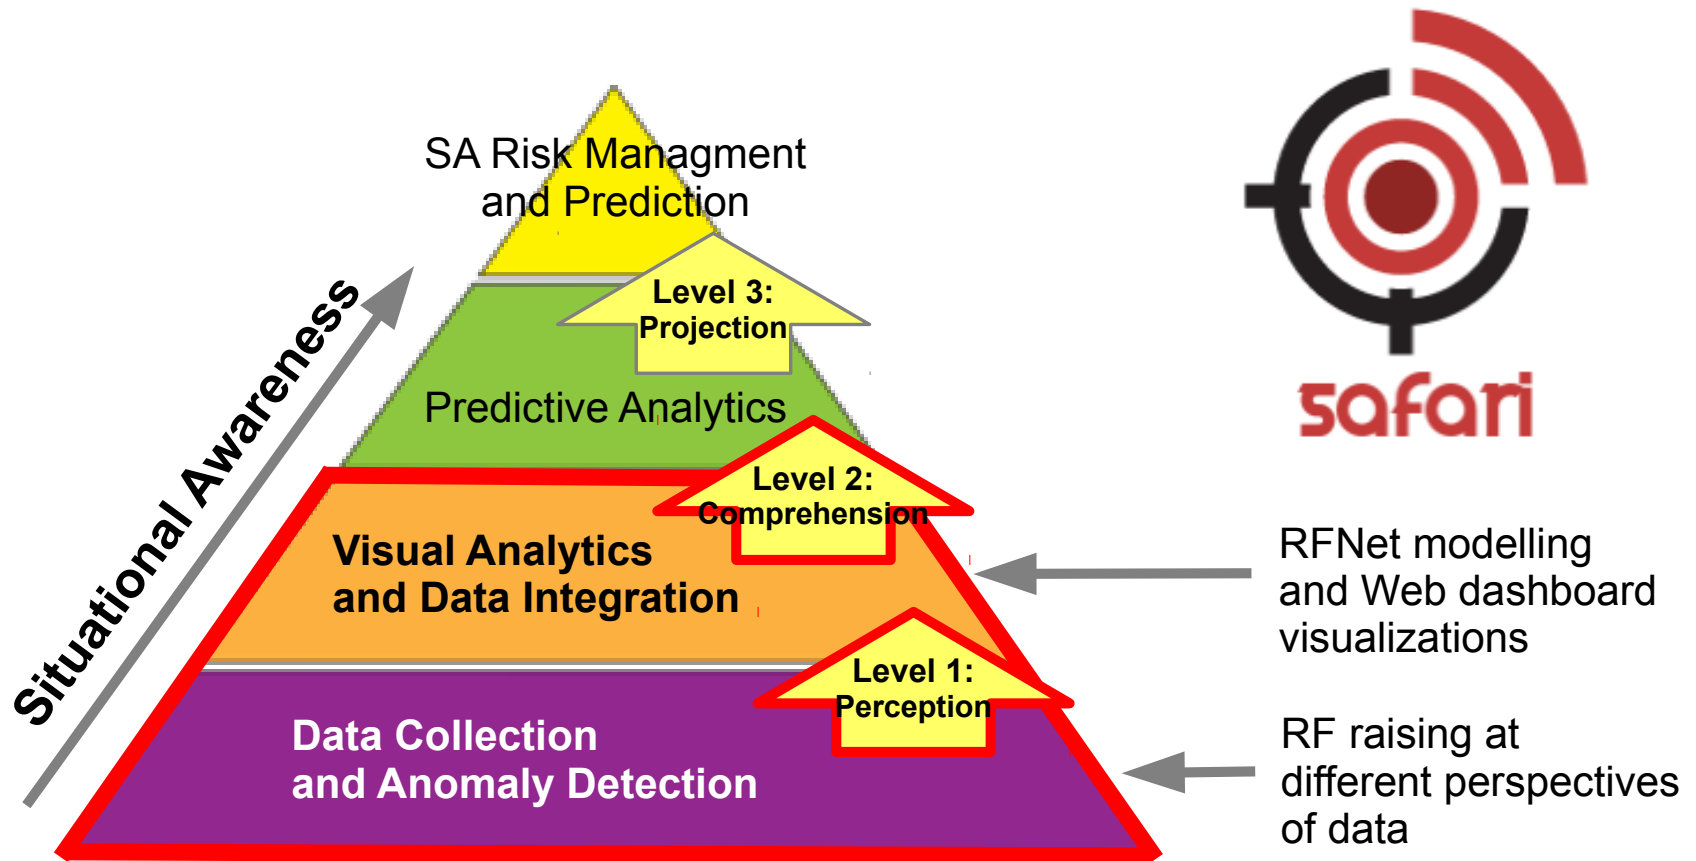 SA Risk Managment
and Prediction
Level 3:
Projection
Situational Awareness
Predictive Analytics
Level 2:
Comprehension
Visual Analytics
and Data Integration
Level 1:
Perception
Data Collection
and Anomaly Detection
safari
RFNet modelling
and Web dashboard
visualizations
RF raising at
different perspectives
of data